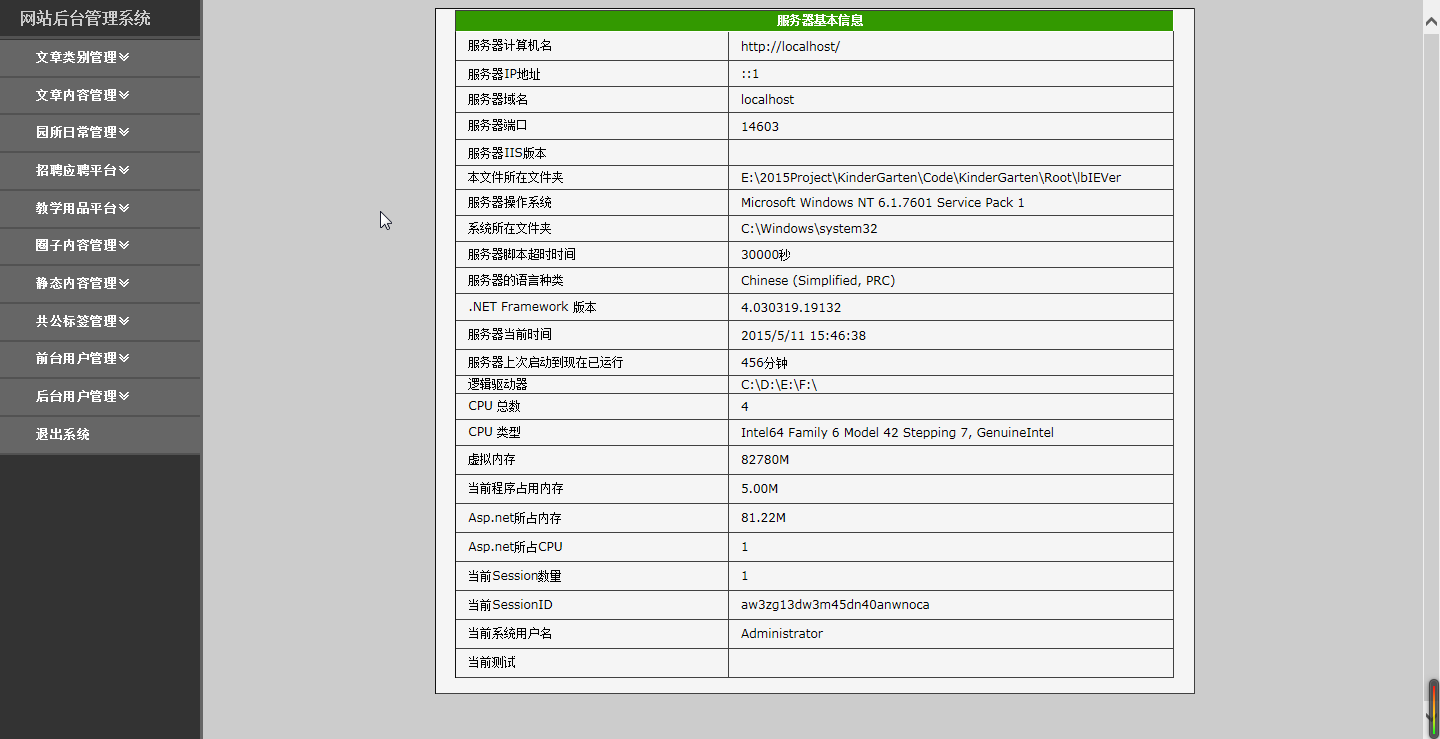 网站后台管理系统
文章类别管理
文章内容管理
园所日常管理
招聘应聘平台
教学用品平台
圈子内容管理
静态内容管理
共公标签管理
前台用户管理
后台用户管理
退出系统
服务器基本信息
服务器计算机名 http://localhost/
服务器IP地址 ::1
服务器域名 localhost
服务器端口 14603
服务器IIS版本
本文件所在文件夹 E:\2015Project\KinderGarten\Code\KinderGarten\Root\lbIEVer
服务器操作系统 Microsoft Windows NT 6.1.7601 Service Pack 1
系统所在文件夹 C:\Windows\system32
服务器脚本超时时间 30000秒
服务器的语言种类 Chinese (Simplified, PRC)
.NET Framework 版本 4.030319.19132
服务器当前时间 2015/5/11 15:46:38
服务器上次启动到现在已运行 456分钟
逻辑驱动器 C:\D:\E:\F:\
CPU 总数 4
CPU 类型 Intel64 Family 6 Model 42 Stepping 7, GenuineIntel
虚拟内存 82780M
当前程序占用内存 5.00M
Asp.net所占内存 81.22M
Asp.net所占CPU 1
当前Session数量 1
当前SessionID aw3zg13dw3m45dn40anwnoca
当前系统用户名 Administrator
当前测试